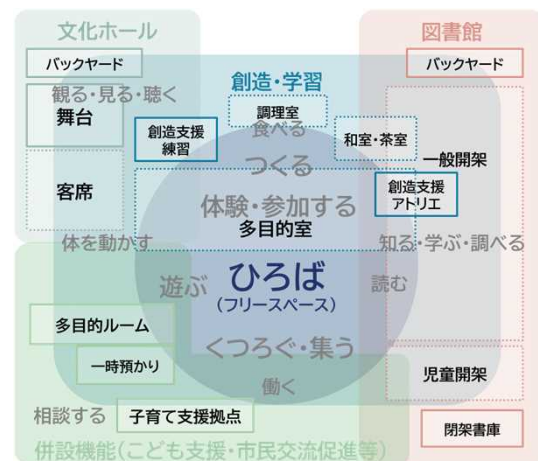 文化ホール
図書館
バックヤード
バックヤード
観る・見る・聴く
創造・学習
舞台
調理室
食べる
創造支援
練習
和室・茶室
一般開架
つくる
客席
創造支援
アトリエ
体験・参加する
多目的室
体を動かす
知る・学ぶ・調べる
遊ぶ
ひろば
(フリースペース)
読む
多目的ルーム
くつろぐ・集う
一時預かり
児童開架
働く
相談する
子育て支援拠点
閉架書庫
併設機能(こども支援・市民交流促進等)